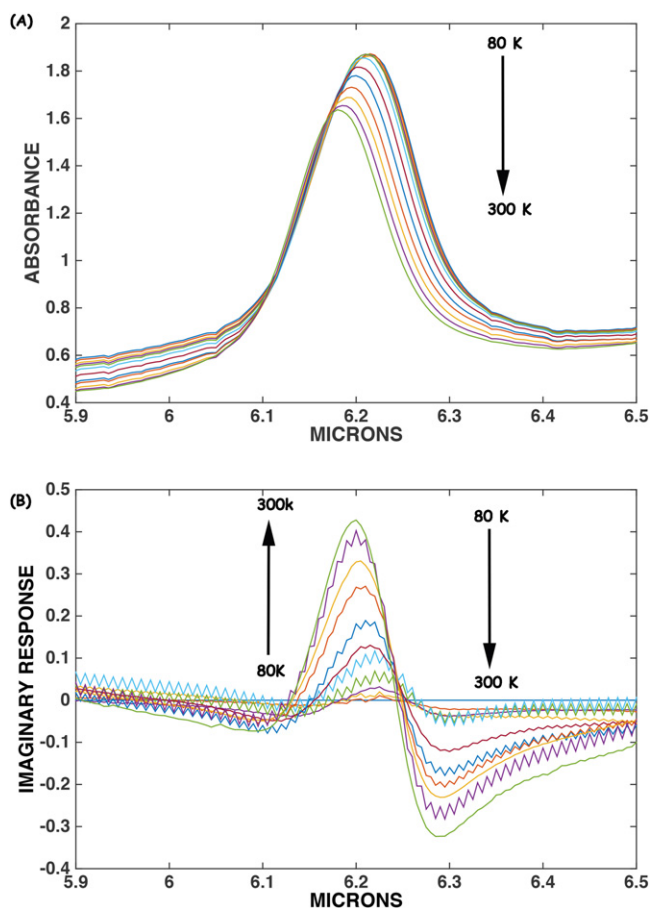 (A)
2
1.8
1.6
1.4
1.2
1
0.8
0.6
0.4
ABSORBANCE
80 K
300 K
5.9 6 6.1 6.2 6.3 6.4 6.5
MICRONS
(B)
0.5
0.4
0.3
0.2
0.1
0
-0.1
-0.2
-0.3
-0.4
IMAGINARY RESPONSE
300k
80K
80 K
300 K
5.9 6 6.1 6.2 6.3 6.4 6.5
MICRONS